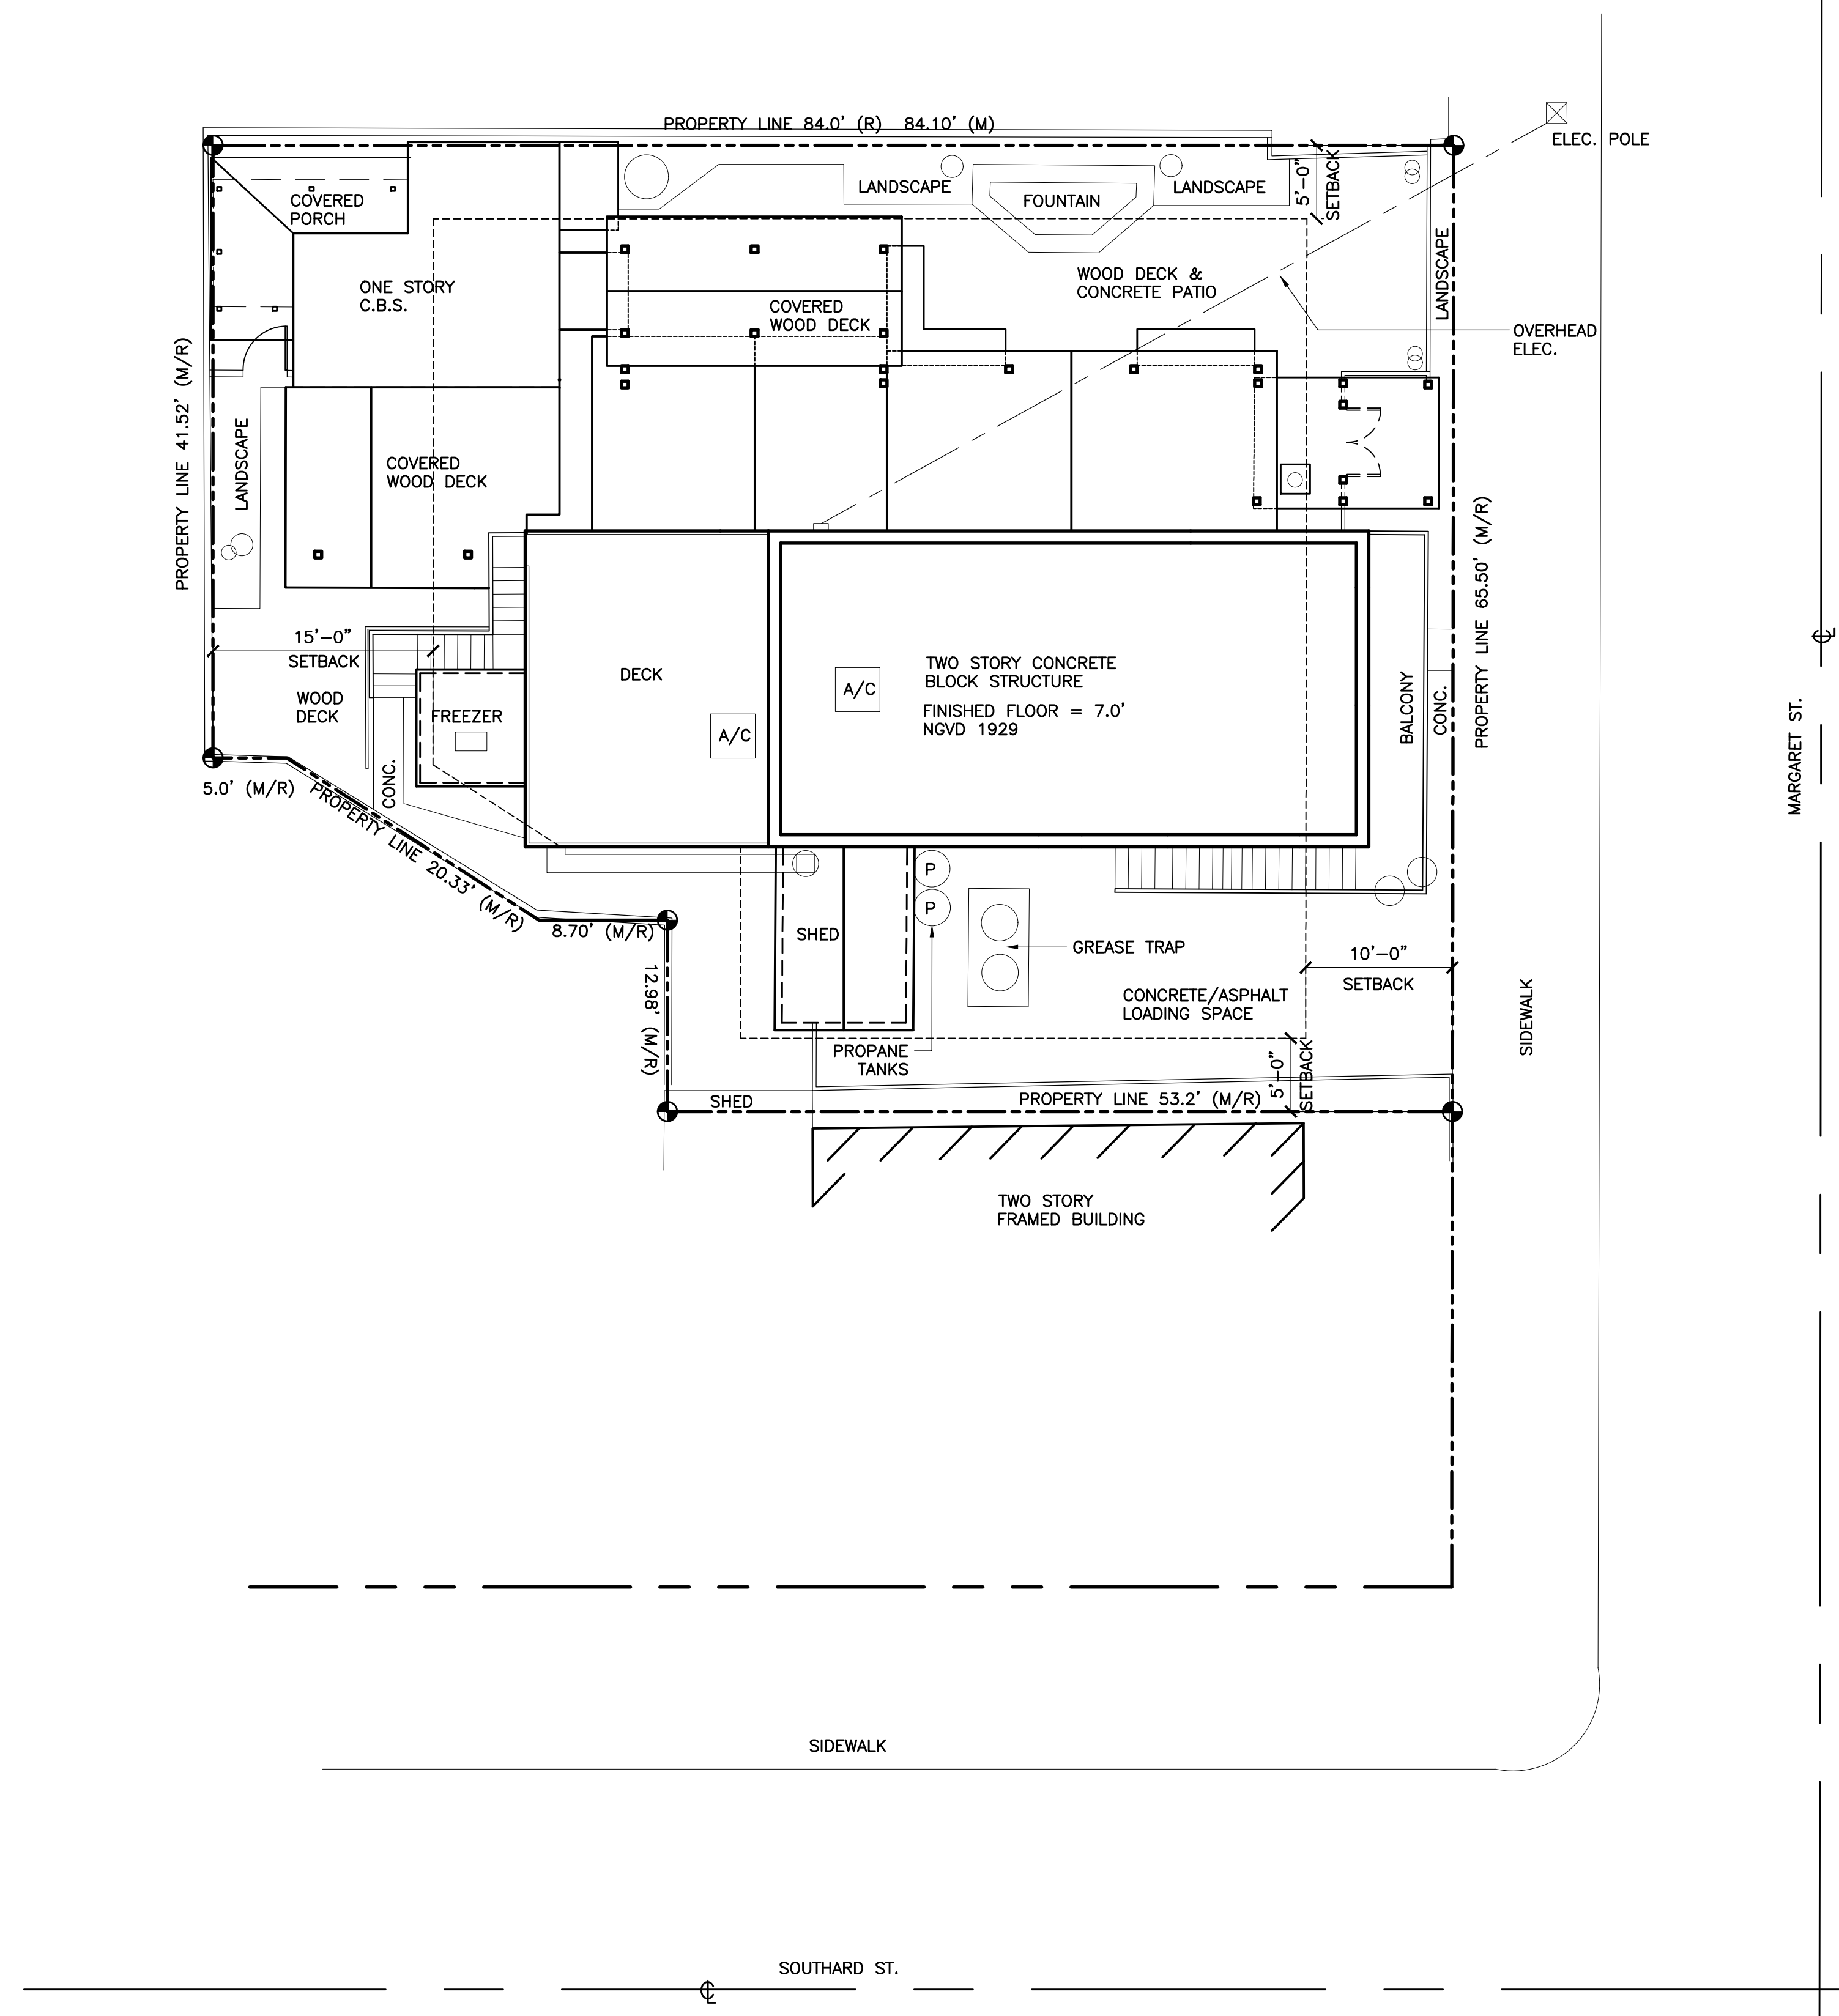 PROPERTY LINE 84.0' (R)   84.10' (M)
ELEC. POLE
COVERED
PORCH
LANDSCAPE
FOUNTAIN
LANDSCAPE
5'-0"
SETBACK
LANDSCAPE
ONE STORY
C.B.S.
WOOD DECK &
CONCRETE PATIO
COVERED
WOOD DECK
OVERHEAD
ELEC.
PROPERTY LINE 41.52' (M/R)
LANDSCAPE
COVERED
WOOD DECK
PROPERTY LINE 65.50' (M/R)
15'-0"
SETBACK
WOOD
DECK
FREEZER
DECK
A/C
A/C
TWO STORY CONCRETE
BLOCK STRUCTURE
FINISHED FLOOR = 7.0'
NGVD 1929
BALCONY
CONC.
MARGARET ST.
℄
CONC.
5.0' (M/R)
PROPERTY LINE 20.33' (M/R)
8.70' (M/R)
12.98' (M/R)
P
P
SHED
GREASE TRAP
10'-0"
SETBACK
CONCRETE/ASPHALT
LOADING SPACE
SIDEWALK
PROPANE
TANKS
5'-0"
SETBACK
SHED
PROPERTY LINE 53.2' (M/R)
TWO STORY
FRAMED BUILDING
SIDEWALK
SOUTHARD ST.
℄